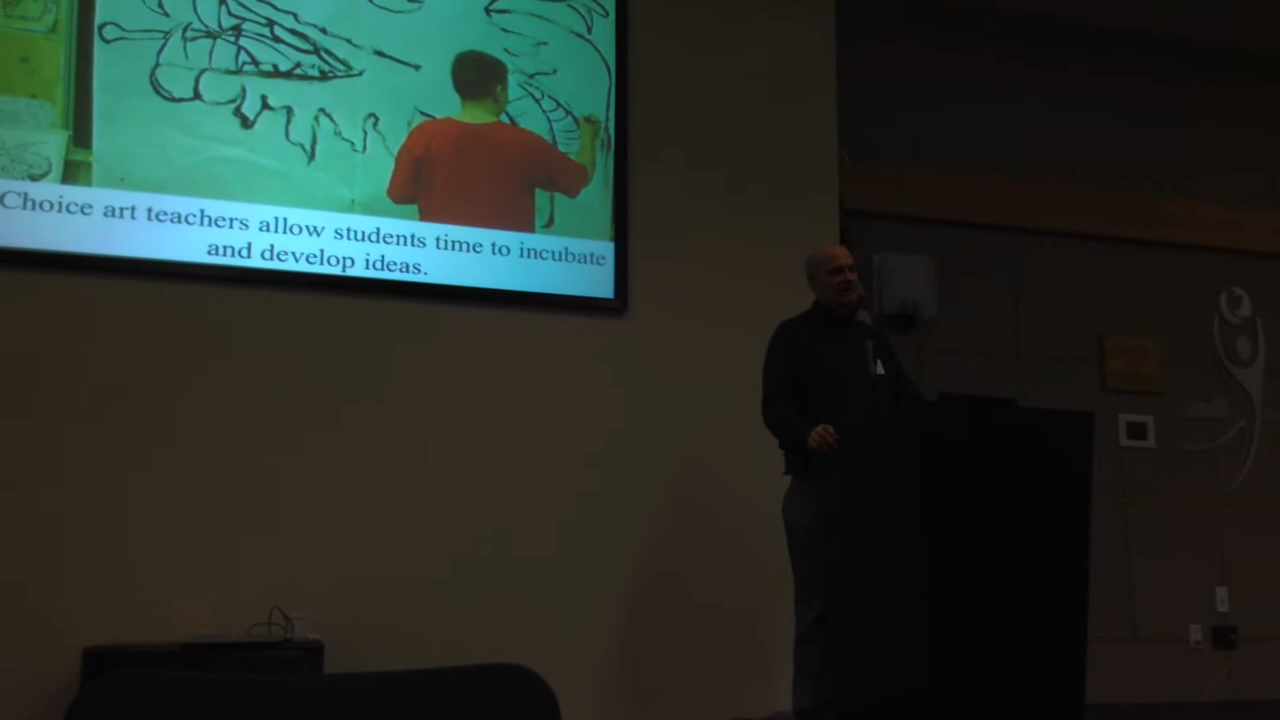 Choice art teachers allow students time to incubate
and develop ideas.